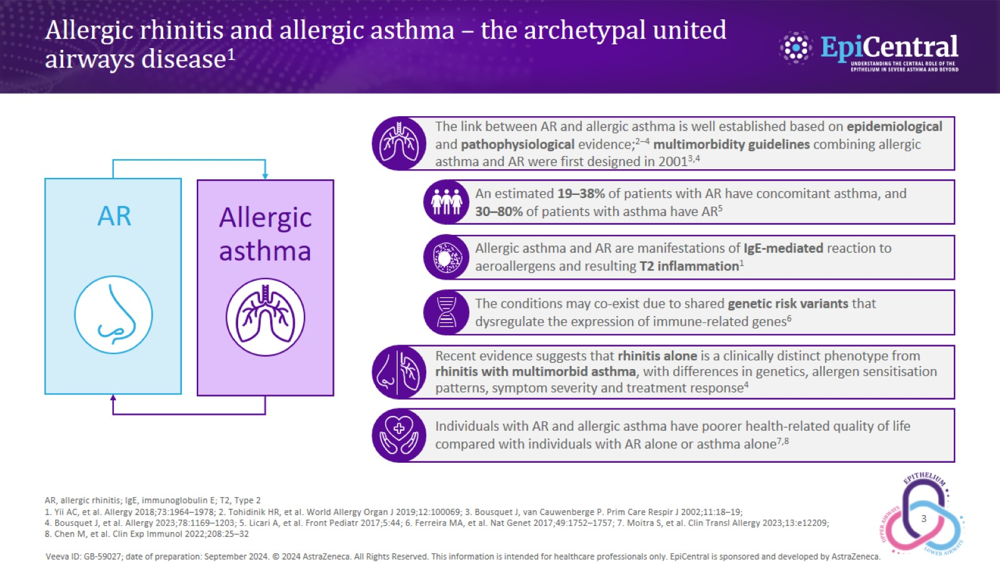 Allergic rhinitis and allergic asthma – the archetypal united
airways disease¹
EpiCentral
UNDERSTANDING THE CENTRAL ROLE OF THE
EPITHELIUM IN SEVERE ASTHMA AND BEYOND
AR
Allergic
asthma
The link between AR and allergic asthma is well established based on epidemiological
and pathophysiological evidence;²⁻⁴ multimorbidity guidelines combining allergic
asthma and AR were first designed in 2001³,⁴
An estimated 19–38% of patients with AR have concomitant asthma, and
30–80% of patients with asthma have AR⁵
Allergic asthma and AR are manifestations of IgE-mediated reaction to
aeroallergens and resulting T2 inflammation¹
The conditions may co-exist due to shared genetic risk variants that
dysregulate the expression of immune-related genes⁶
Recent evidence suggests that rhinitis alone is a clinically distinct phenotype from
rhinitis with multimorbid asthma, with differences in genetics, allergen sensitisation
patterns, symptom severity and treatment response⁴
Individuals with AR and allergic asthma have poorer health-related quality of life
compared with individuals with AR alone or asthma alone⁷,⁸
AR, allergic rhinitis; IgE, immunoglobulin E; T2, Type 2
1. Yii AC, et al. Allergy 2018;73:1964–1978; 2. Tohidinik HR, et al. World Allergy Organ J 2019;12:100069; 3. Bousquet J, van Cauwenberge P. Prim Care Respir J 2002;11:18–19;
4. Bousquet J, et al. Allergy 2023;78:1169–1203; 5. Licari A, et al. Front Pediatr 2017;5:44; 6. Ferreira MA, et al. Nat Genet 2017;49:1752–1757; 7. Moitra S, et al. Clin Transl Allergy 2023;13:e12209;
8. Chen M, et al. Clin Exp Immunol 2022;208:25–32
Veeva ID: GB-59027; date of preparation: September 2024. © 2024 AstraZeneca. All Rights Reserved. This information is intended for healthcare professionals only. EpiCentral is sponsored and developed by AstraZeneca.
EPITHELIUM
UPPER AIRWAYS
3
LOWER AIRWAYS